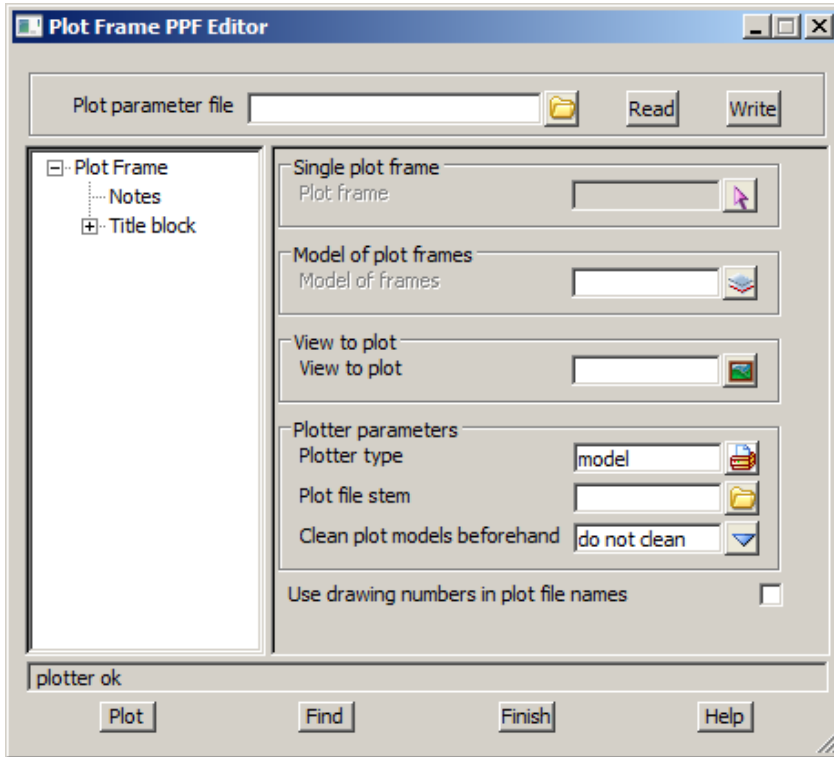 Plot Frame PPF Editor
Plot parameter file Read Write
Plot Frame
Notes
Title block
Single plot frame
Plot frame
Model of plot frames
Model of frames
View to plot
View to plot
Plotter parameters
Plotter type model
Plot file stem
Clean plot models beforehand do not clean
Use drawing numbers in plot file names
plotter ok
Plot Find Finish Help